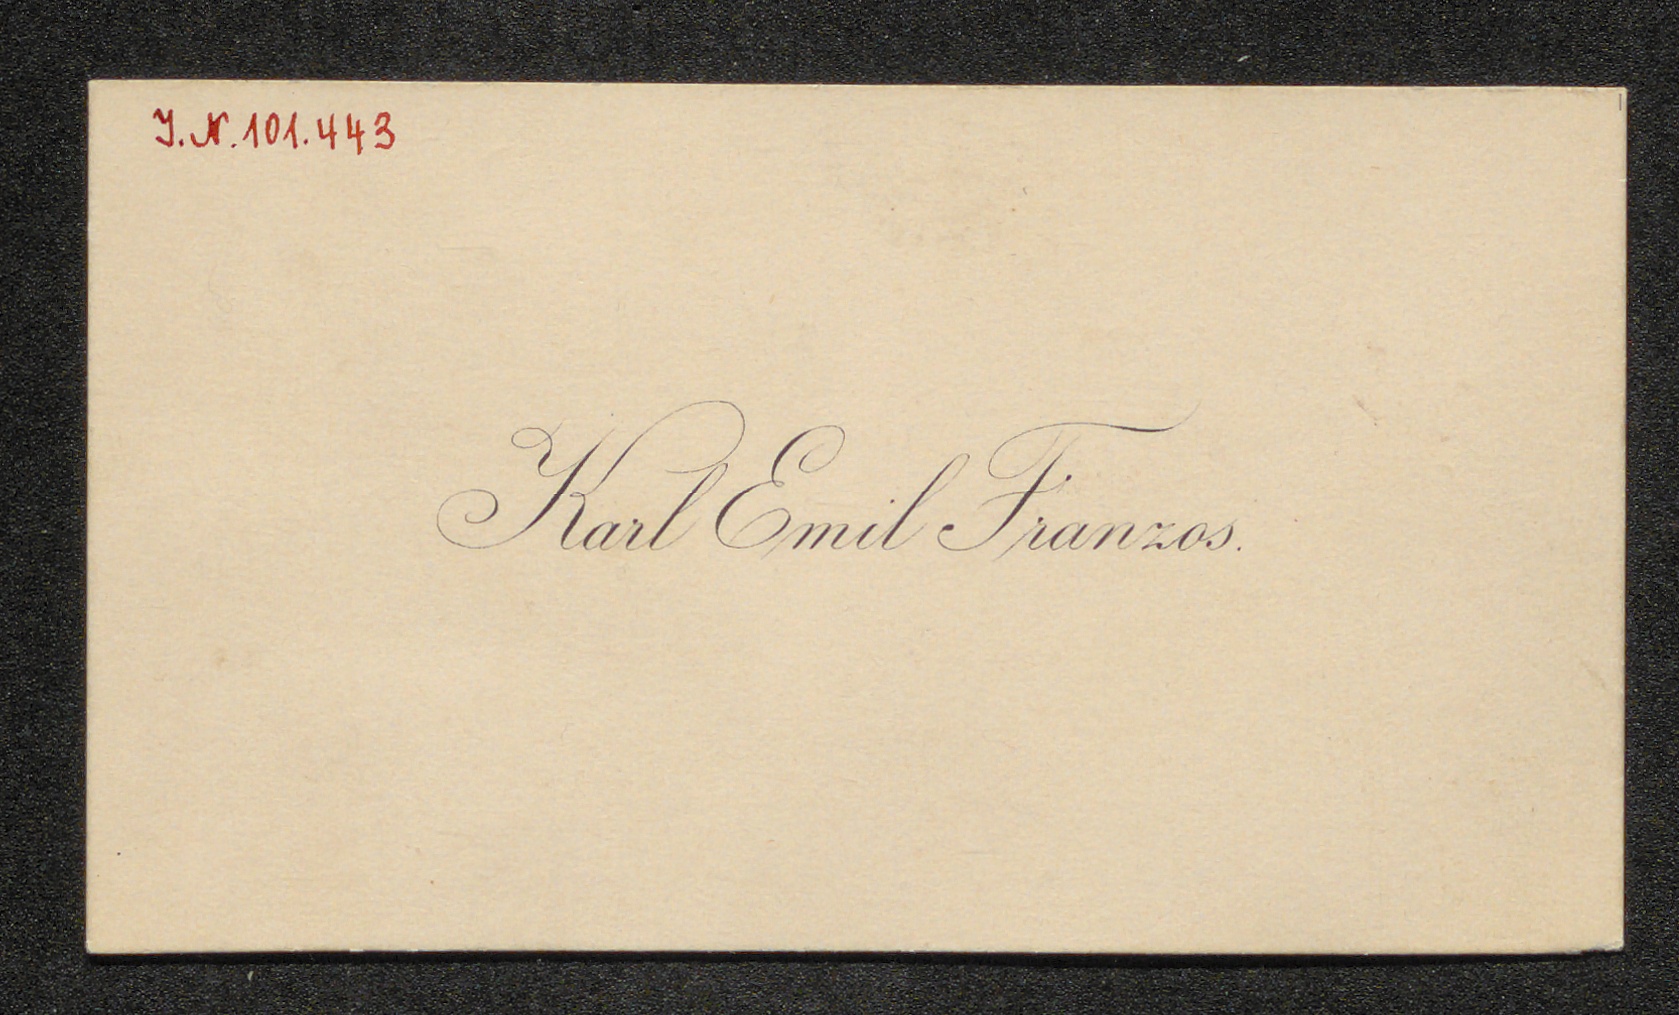 J.N.101.443
Karl Emil Franzos.